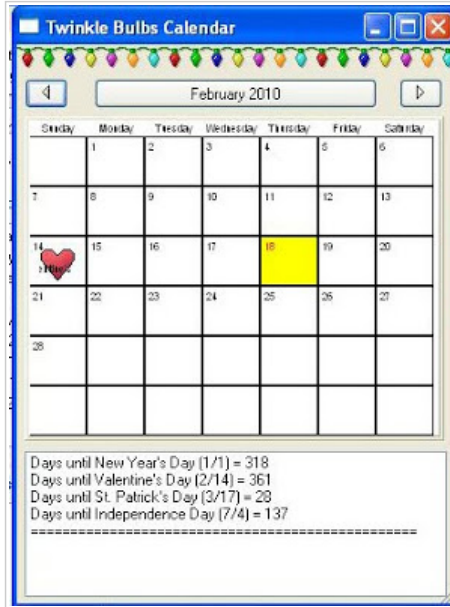 Twinkle Bulbs Calendar
February 2010
Sunday Monday Tuesday Wednesday Thursday Friday Saturday
1 2 3 4 5 6
7 8 9 10 11 12 13
14 15 16 17 18 19 20
21 22 23 24 25 26 27
28
Days until New Year's Day (1/1) = 318
Days until Valentine's Day (2/14) = 361
Days until St. Patrick's Day (3/17) = 28
Days until Independence Day (7/4) = 137
=================================================